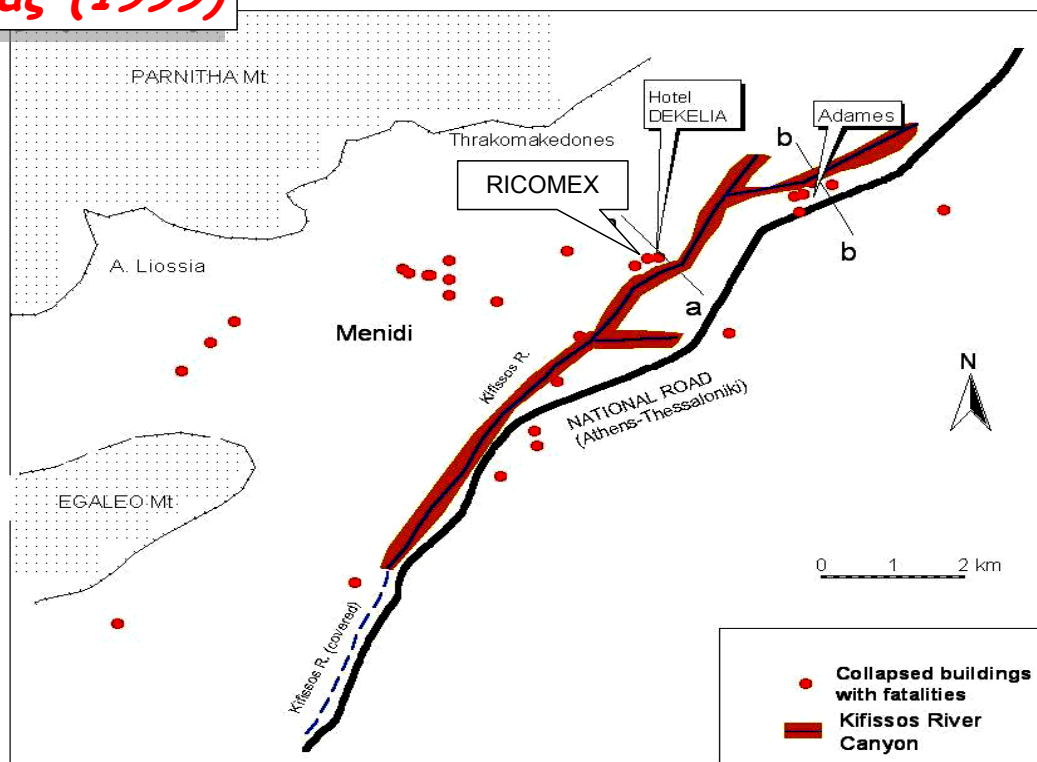 (1999)
PARNITHA Mt.
Hotel
DEKELIA
Adames
Thrakomakedones
b
RICOMEX
A. Liossia
b
a
Menidi
Kifissos R.
NATIONAL ROAD
(Athens-Thessaloniki)
N
EGALEO Mt.
0 1 2 km
Kifissos R. (covered)
Collapsed buildings
with fatalities
Kifissos River
Canyon